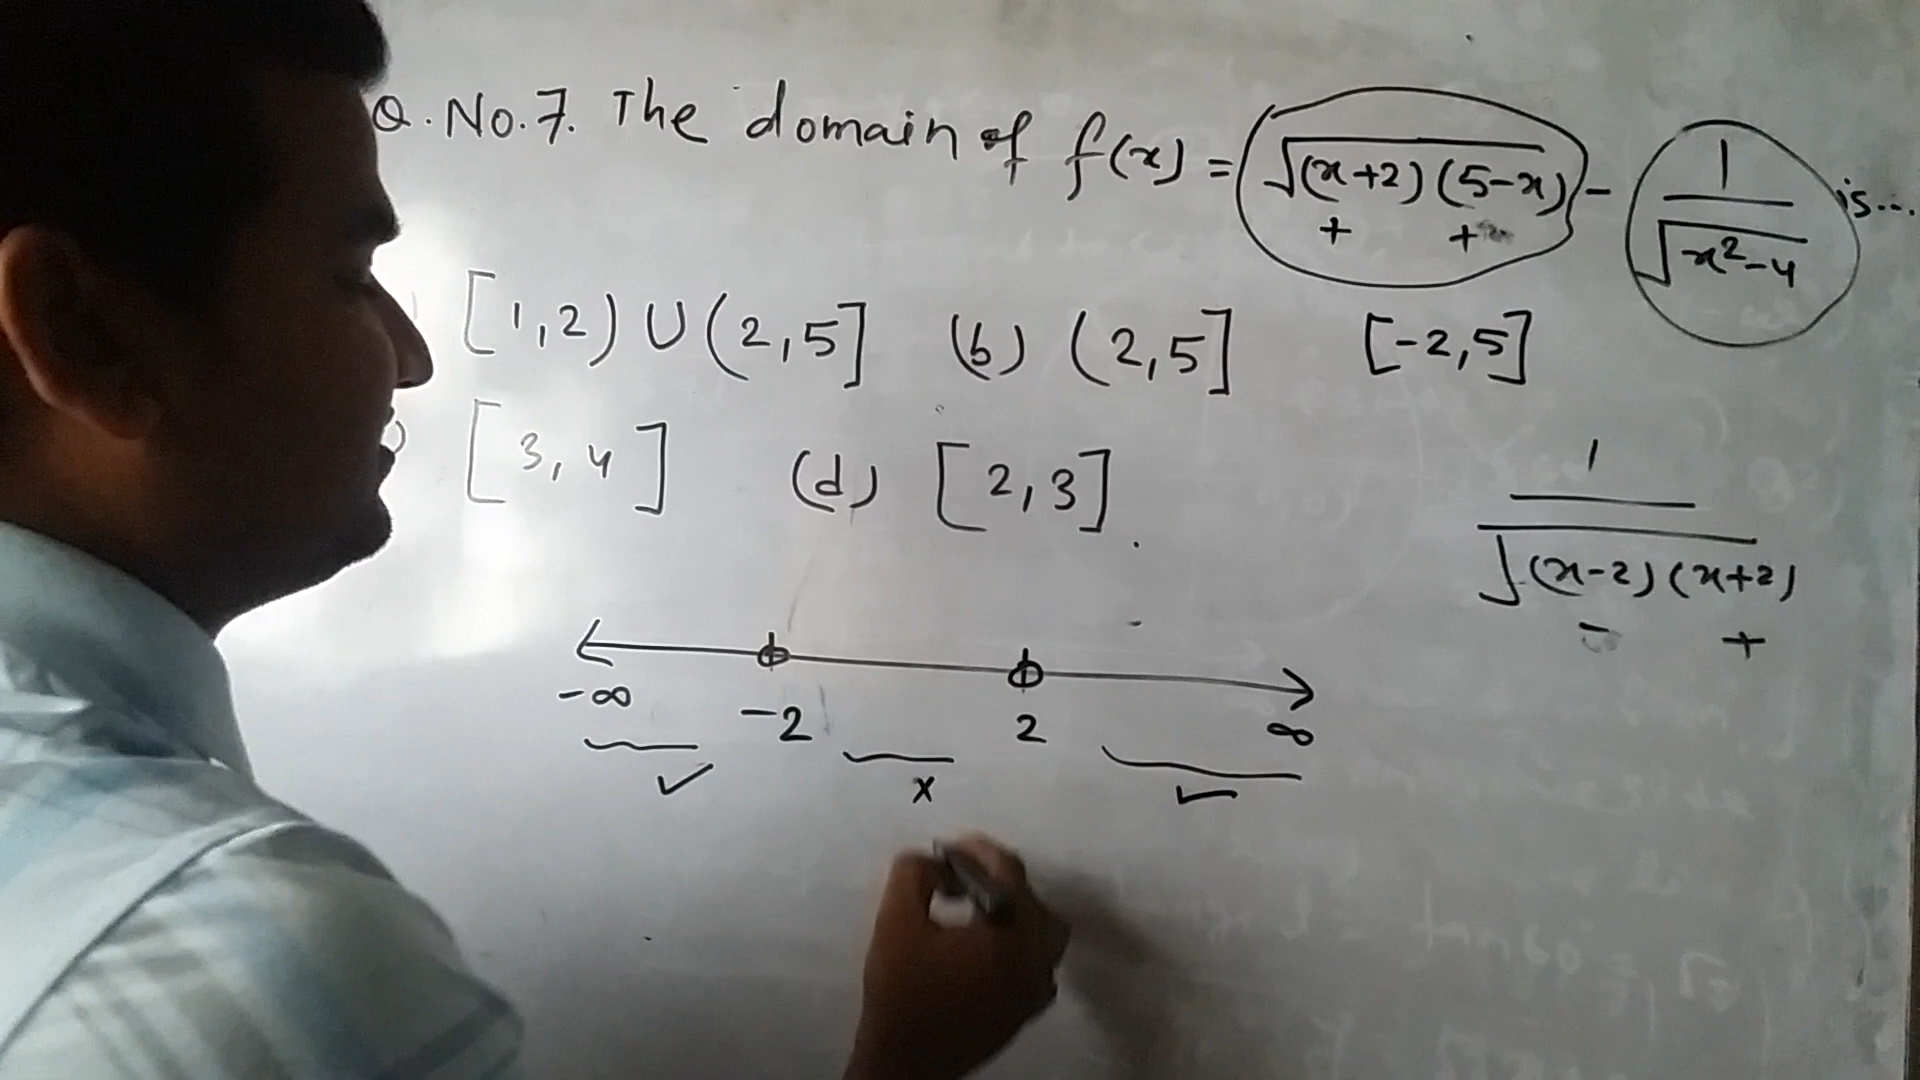 Q. No. 7. The domain of f(x) = √(x+2)(5-x) - 1/√x²-4 is...
+ +
[1,2) ∪ (2,5] (b) (2,5] [-2,5]
[3,4] (d) [2,3].
1/√(x-2)(x+2)
- +
-∞ -2 2 ∞
✓ x ✓